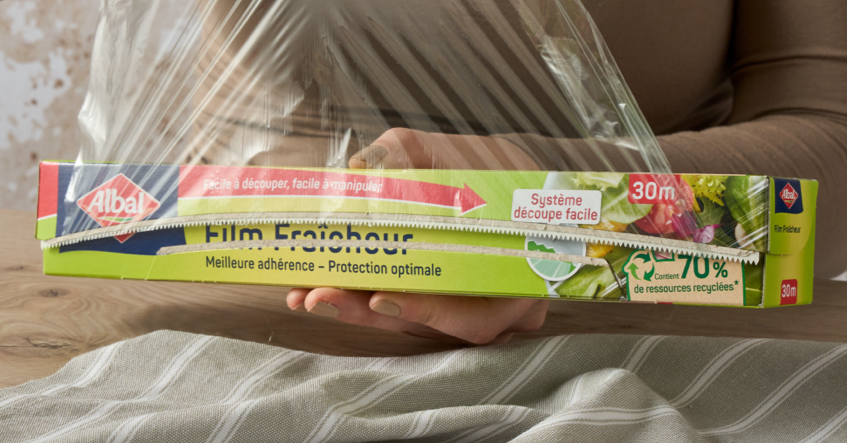 Albal
Facile à découper, facile à manipuler
Système
découpe facile
30m
Film Fraîcheur
Meilleure adhérence – Protection optimale
Contient 70%
de ressources recyclées*
Albal
Film Fraîcheur
30m